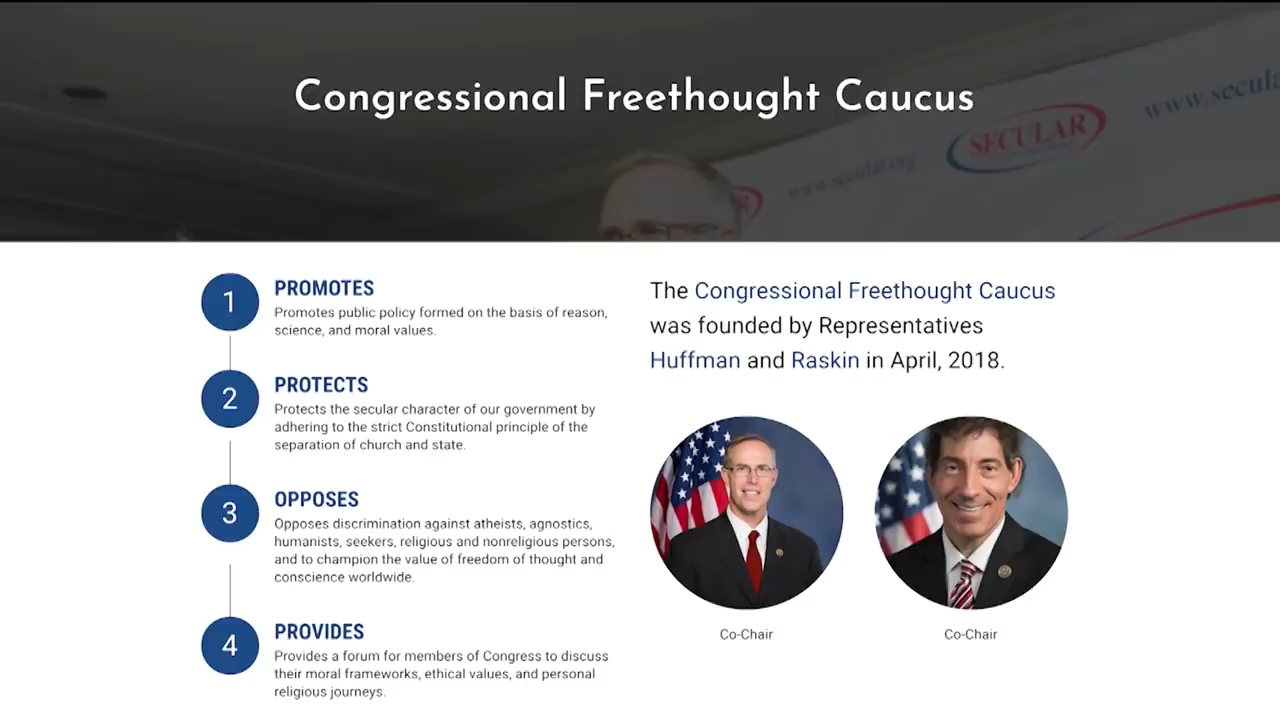 Congressional Freethought Caucus
SECULAR
www.secular.org
1
PROMOTES
Promotes public policy formed on the basis of reason,
science, and moral values.
2
PROTECTS
Protects the secular character of our government by
adhering to the strict Constitutional principle of the
separation of church and state.
3
OPPOSES
Opposes discrimination against atheists, agnostics,
humanists, seekers, religious and nonreligious persons,
and to champion the value of freedom of thought and
conscience worldwide.
4
PROVIDES
Provides a forum for members of Congress to discuss
their moral frameworks, ethical values, and personal
religious journeys.
The Congressional Freethought Caucus
was founded by Representatives
Huffman and Raskin in April, 2018.
Co-Chair
Co-Chair